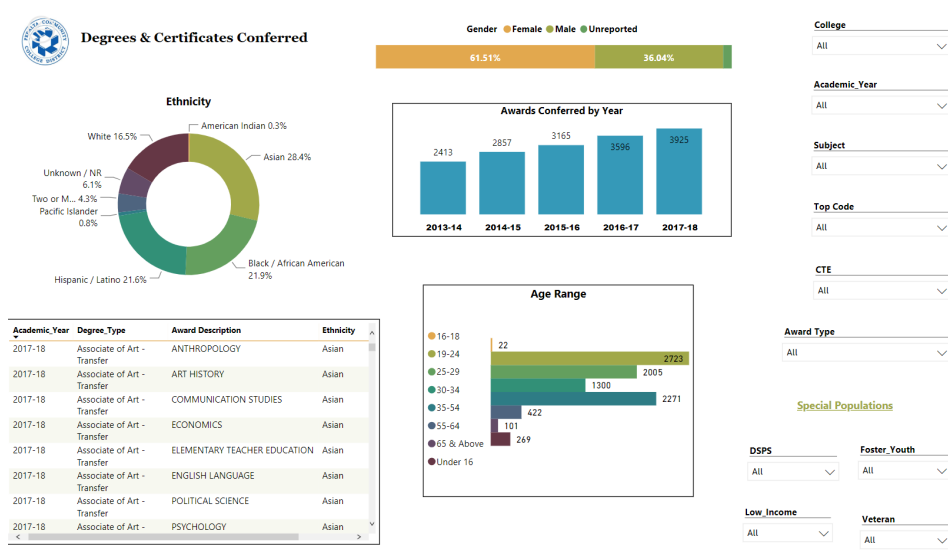 PERALTA COMMUNITY COLLEGE DISTRICT
Degrees & Certificates Conferred
Gender Female Male Unreported
61.51% 36.04%
Ethnicity
American Indian 0.3%
White 16.5%
Asian 28.4%
Unknown / NR
6.1%
Two or M... 4.3%
Pacific Islander
0.8%
Black / African American
21.9%
Hispanic / Latino 21.6%
Awards Conferred by Year
2413 2857 3165 3596 3925
2013-14 2014-15 2015-16 2016-17 2017-18
Age Range
16-18 22
19-24 2723
25-29 2005
30-34 1300
35-54 2271
55-64 422
65 & Above 101
Under 16 269
Academic_Year Degree_Type Award Description Ethnicity
2017-18 Associate of Art - ANTHROPOLOGY Asian
Transfer
2017-18 Associate of Art - ART HISTORY Asian
Transfer
2017-18 Associate of Art - COMMUNICATION STUDIES Asian
Transfer
2017-18 Associate of Art - ECONOMICS Asian
Transfer
2017-18 Associate of Art - ELEMENTARY TEACHER EDUCATION Asian
Transfer
2017-18 Associate of Art - ENGLISH LANGUAGE Asian
Transfer
2017-18 Associate of Art - POLITICAL SCIENCE Asian
Transfer
2017-18 Associate of Art - PSYCHOLOGY Asian
College
All
Academic_Year
All
Subject
All
Top Code
All
CTE
All
Award Type
All
Special Populations
DSPS Foster_Youth
All All
Low_Income Veteran
All All